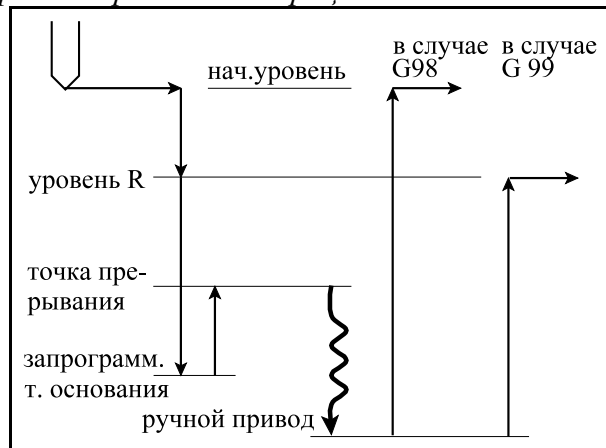 в случае
G98
в случае
G 99
нач.уровень
уровень R
точка пре-
рывания
запрограмм.
т. основания
ручной привод